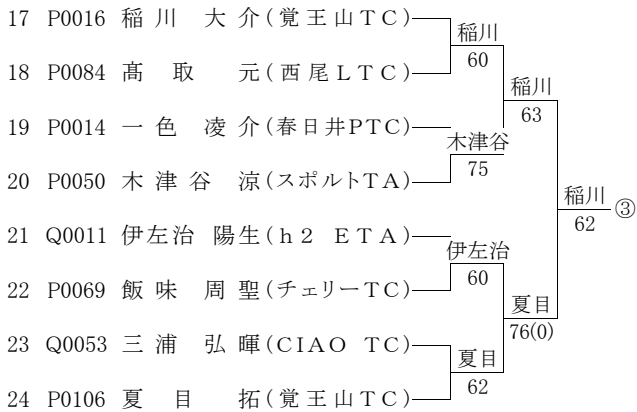 17 P0016 稲川 大介(覚王山TC)
稲川
60
18 P0084 髙取 元(西尾LTC)
稲川
63
19 P0014 一色 凌介(春日井PTC)
木津谷
75
20 P0050 木津谷 涼(スポルトTA)
稲川
62
③
21 Q0011 伊左治 陽生(h2 ETA)
伊左治
60
22 P0069 飯味 周聖(チェリーTC)
夏目
76(0)
23 Q0053 三浦 弘暉(CIAO TC)
夏目
62
24 P0106 夏目 拓(覚王山TC)